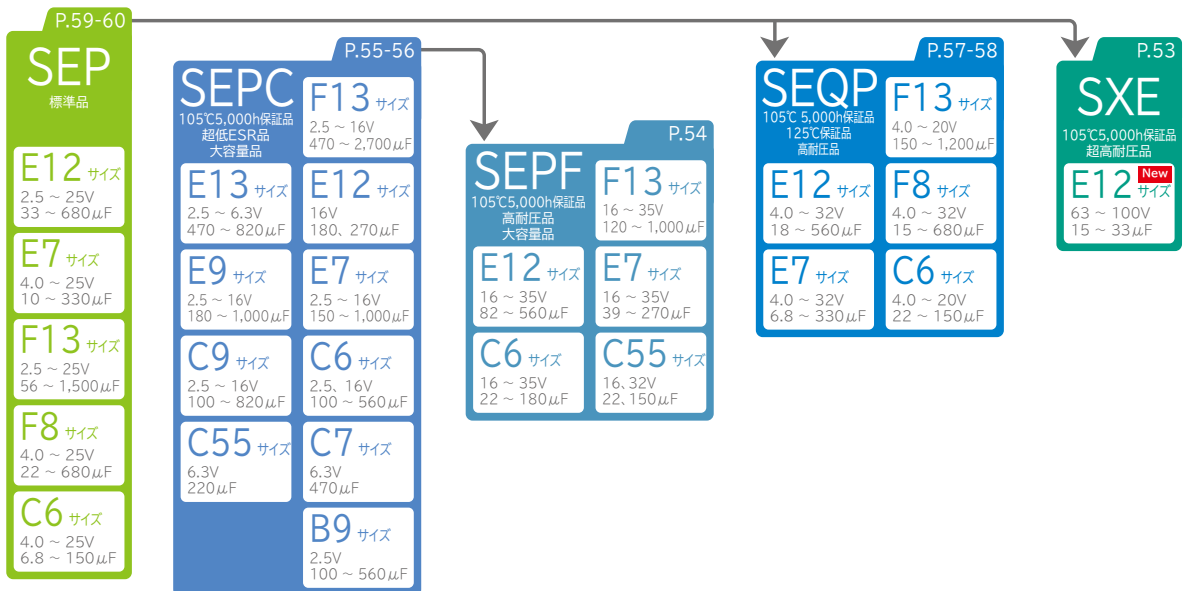 P.59-60
SEP
標準品
E12 サイズ
2.5 ~ 25V
33 ~ 680μF
E7 サイズ
4.0 ~ 25V
10 ~ 330μF
F13 サイズ
2.5 ~ 25V
56 ~ 1,500μF
F8 サイズ
4.0 ~ 25V
22 ~ 680μF
C6 サイズ
4.0 ~ 25V
6.8 ~ 150μF
P.55-56
SEPC
105℃5,000h保証品
超低ESR品
大容量品
F13 サイズ
2.5 ~ 16V
470 ~ 2,700μF
E13 サイズ
2.5 ~ 6.3V
470 ~ 820μF
E12 サイズ
16V
180、270μF
E9 サイズ
2.5 ~ 16V
180 ~ 1,000μF
E7 サイズ
2.5 ~ 16V
150 ~ 1,000μF
C9 サイズ
2.5 ~ 16V
100 ~ 820μF
C6 サイズ
2.5、16V
100 ~ 560μF
C55 サイズ
6.3V
220μF
C7 サイズ
6.3V
470μF
B9 サイズ
2.5V
100 ~ 560μF
P.54
SEPF
105℃5,000h保証品
高耐圧品
大容量品
F13 サイズ
16 ~ 35V
120 ~ 1,000μF
E12 サイズ
16 ~ 35V
82 ~ 560μF
E7 サイズ
16 ~ 35V
39 ~ 270μF
C6 サイズ
16 ~ 35V
22 ~ 180μF
C55 サイズ
16、32V
22、150μF
P.57-58
SEQP
105℃ 5,000h保証品
125℃保証品
高耐圧品
F13 サイズ
4.0 ~ 20V
150 ~ 1,200μF
E12 サイズ
4.0 ~ 32V
18 ~ 560μF
F8 サイズ
4.0 ~ 32V
15 ~ 680μF
E7 サイズ
4.0 ~ 32V
6.8 ~ 330μF
C6 サイズ
4.0 ~ 20V
22 ~ 150μF
P.53
SXE
105℃5,000h保証品
超高耐圧品
New
E12 サイズ
63 ~ 100V
15 ~ 33μF